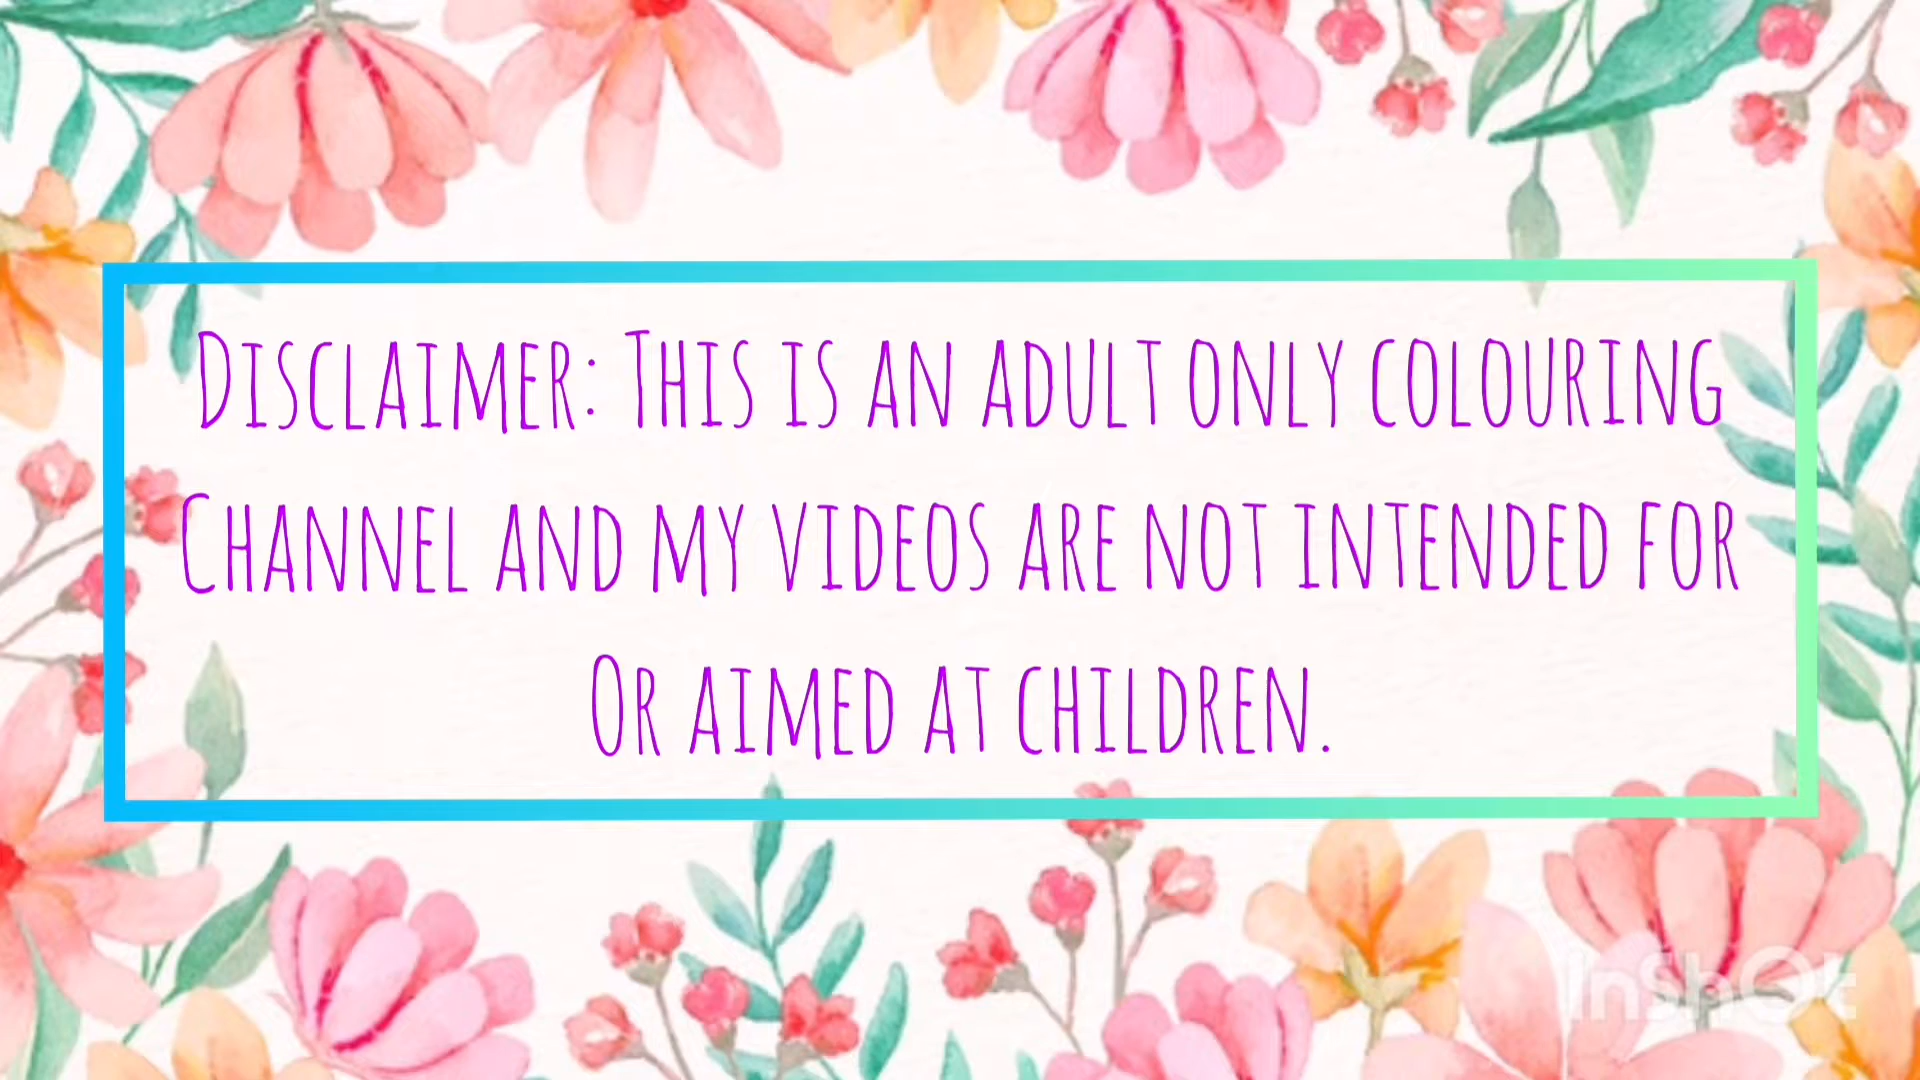 Disclaimer: This is an adult only colouring
Channel and my videos are not intended for
Or aimed at children.
InShOt